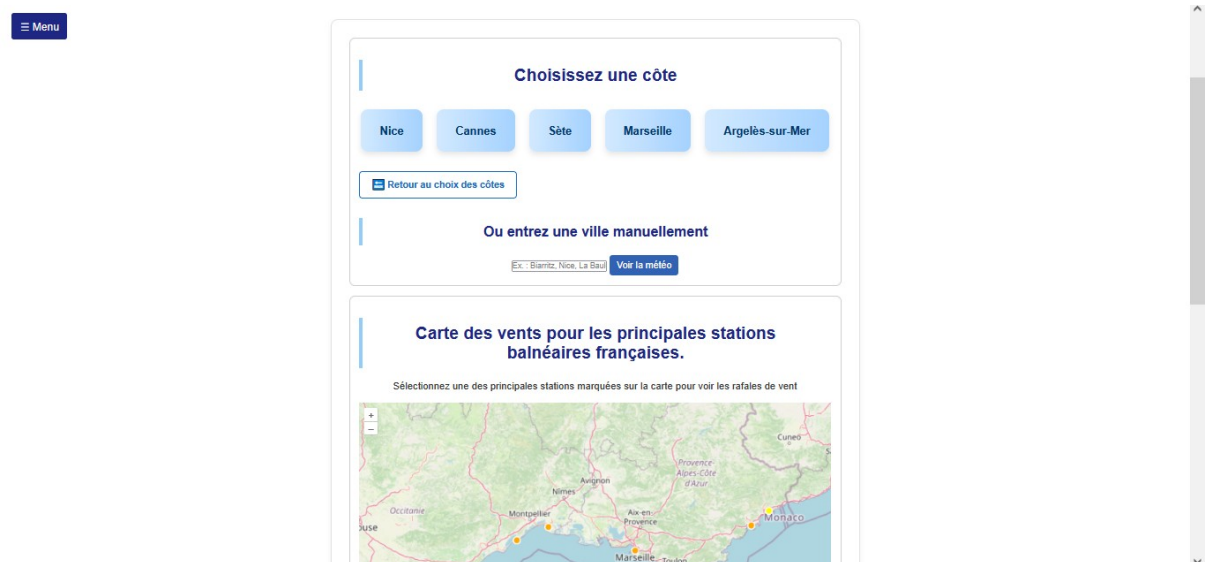 ☰ Menu
Choisissez une côte
Nice
Cannes
Sète
Marseille
Argelès-sur-Mer
Retour au choix des côtes
Ou entrez une ville manuellement
Ex. : Biarritz, Nice, La Baul
Voir la météo
Carte des vents pour les principales stations
balnéaires françaises.
Sélectionnez une des principales stations marquées sur la carte pour voir les rafales de vent
+
–
Cuneo
Provence-
Alpes-Côte
d'Azur
Avignon
Nîmes
Occitanie
Montpellier
Aix-en-
Provence
Monaco
ouse
Marseille
Toulon